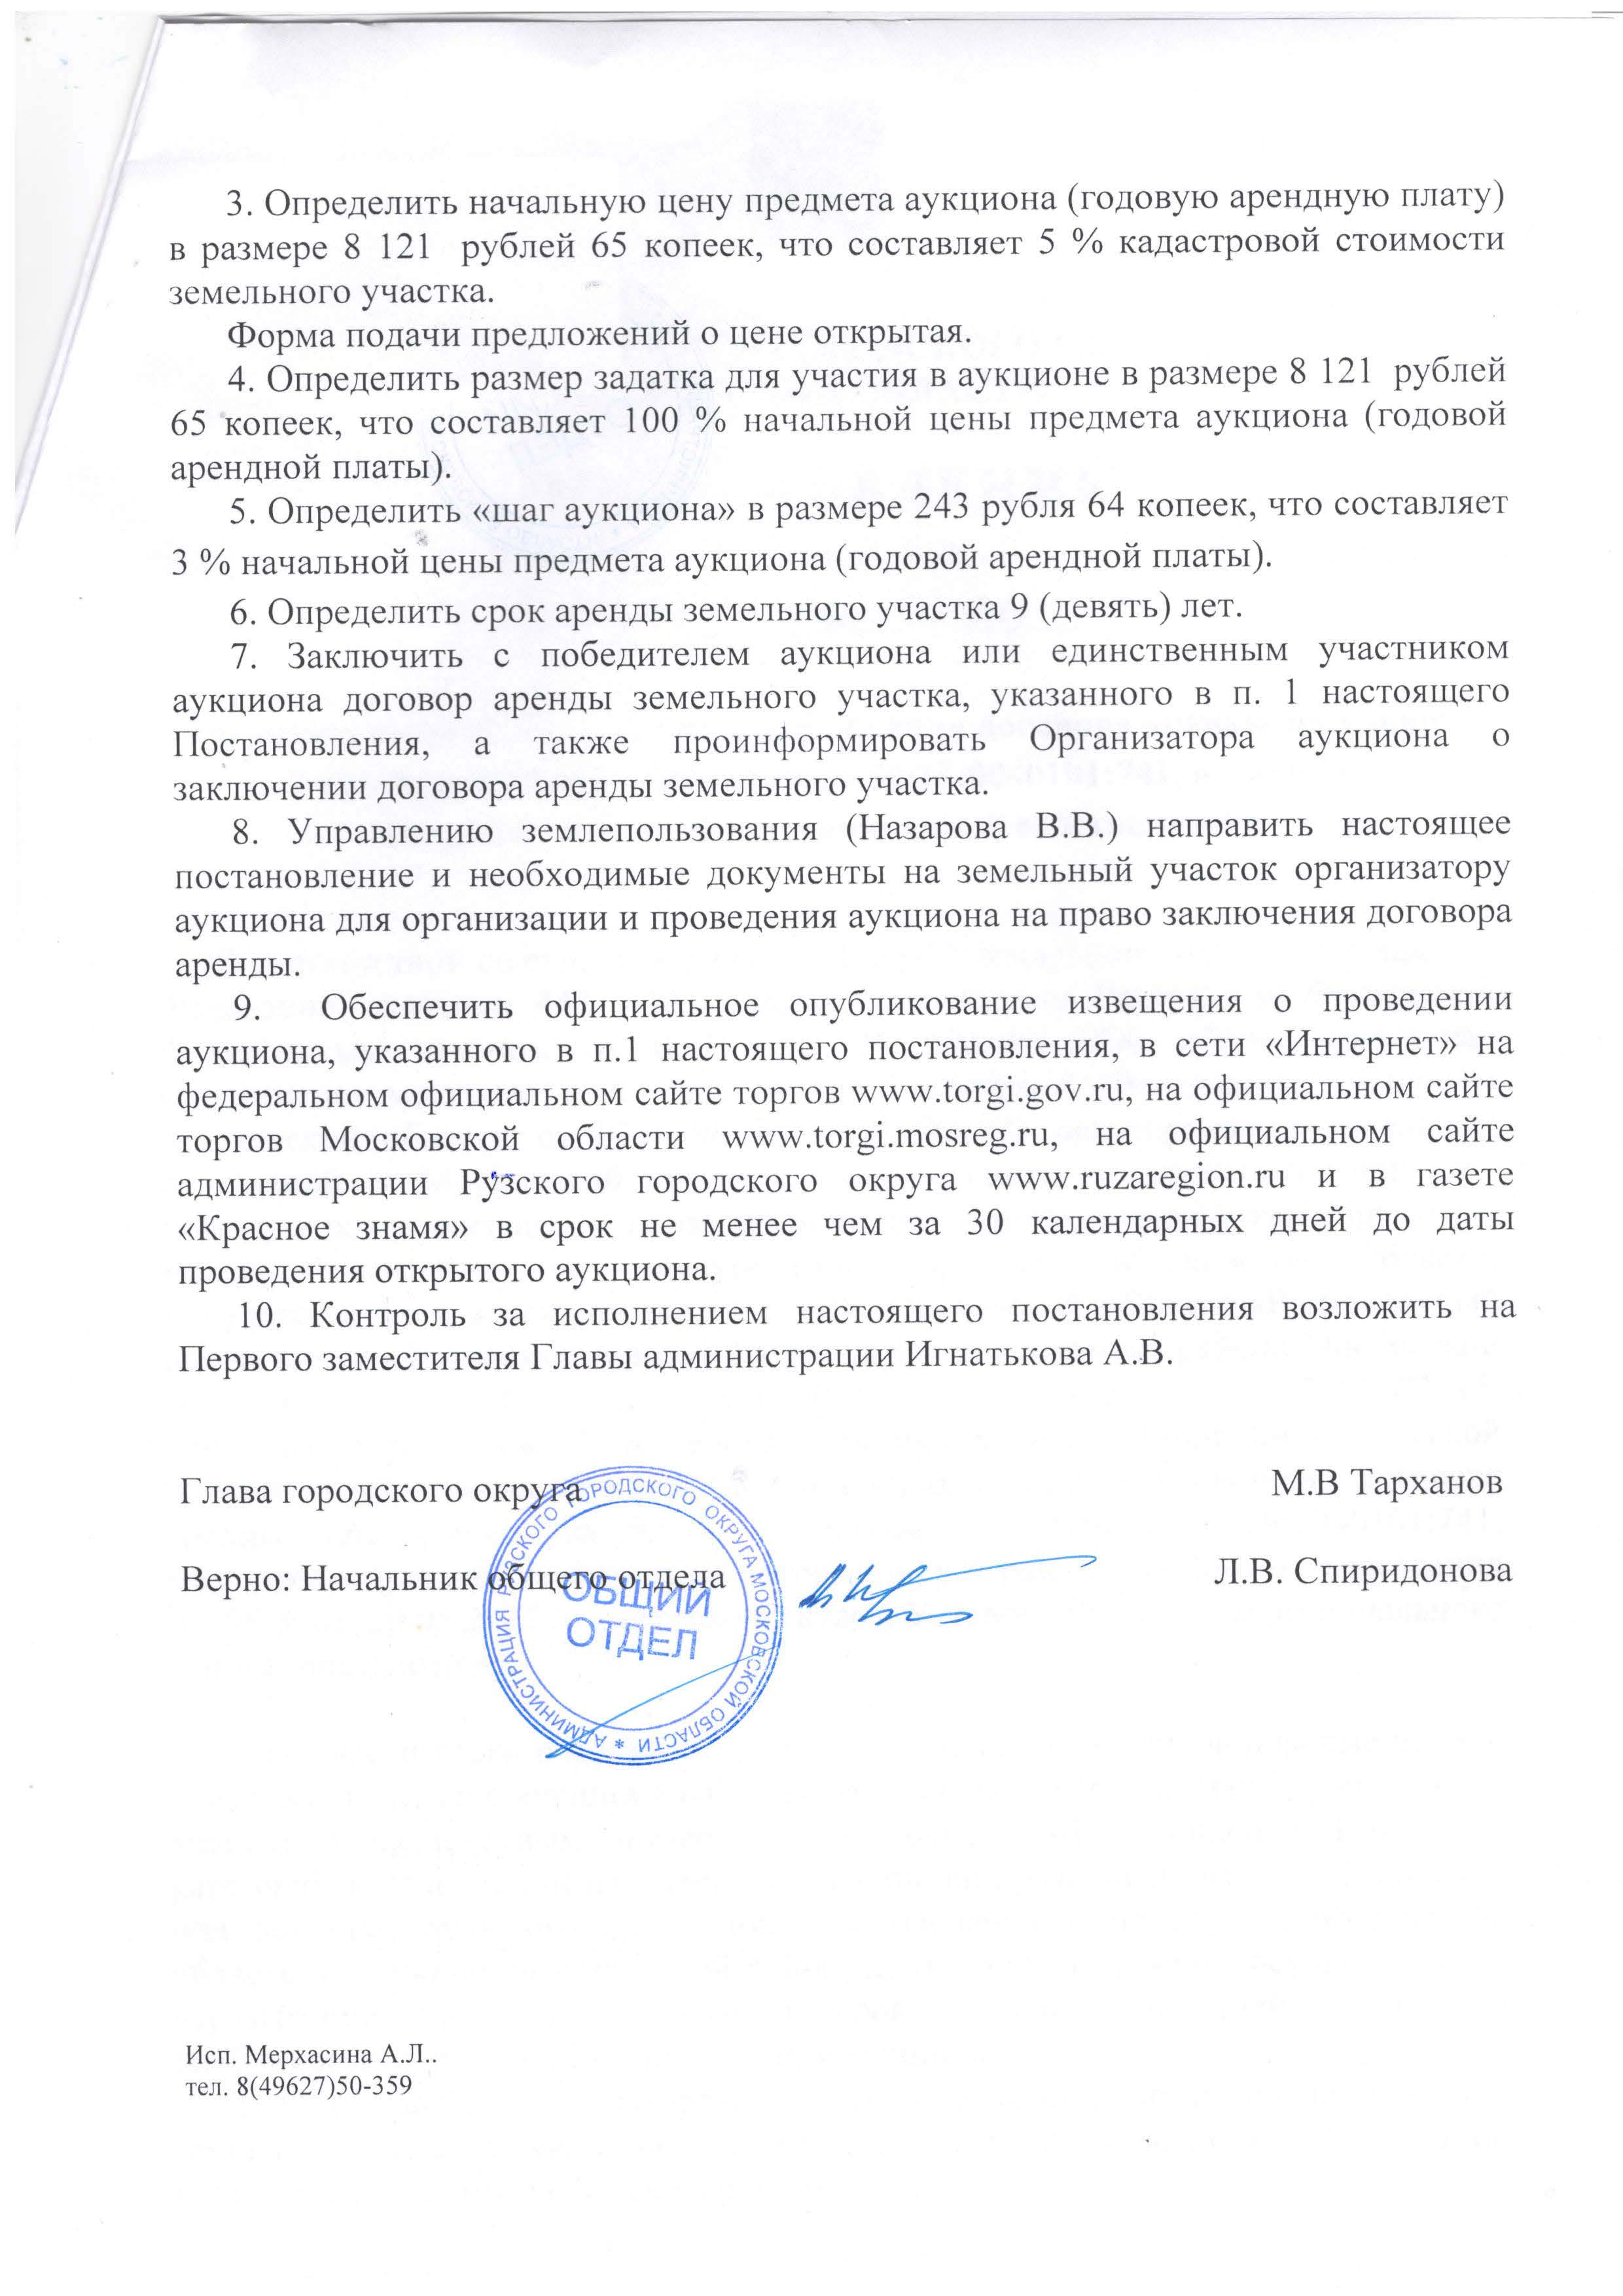 3. Определить начальную цену предмета аукциона (годовую арендную плату)
в размере 8 121 рублей 65 копеек, что составляет 5 % кадастровой стоимости
земельного участка.
Форма подачи предложений о цене открытая.
4. Определить размер задатка для участия в аукционе в размере 8 121 рублей
65 копеек, что составляет 100 % начальной цены предмета аукциона (годовой
арендной платы).
5. Определить «шаг аукциона» в размере 243 рубля 64 копеек, что составляет
3 % начальной цены предмета аукциона (годовой арендной платы).
6. Определить срок аренды земельного участка 9 (девять) лет.
7. Заключить с победителем аукциона или единственным участником
аукциона договор аренды земельного участка, указанного в п. 1 настоящего
Постановления, а также проинформировать Организатора аукциона о
заключении договора аренды земельного участка.
8. Управлению землепользования (Назарова В.В.) направить настоящее
постановление и необходимые документы на земельный участок организатору
аукциона для организации и проведения аукциона на право заключения договора
аренды.
9. Обеспечить официальное опубликование извещения о проведении
аукциона, указанного в п.1 настоящего постановления, в сети «Интернет» на
федеральном официальном сайте торгов www.torgi.gov.ru, на официальном сайте
торгов Московской области www.torgi.mosreg.ru, на официальном сайте
администрации Рузского городского округа www.ruzaregion.ru и в газете
«Красное знамя» в срок не менее чем за 30 календарных дней до даты
проведения открытого аукциона.
10. Контроль за исполнением настоящего постановления возложить на
Первого заместителя Главы администрации Игнатькова А.В.
Глава городского округа М.В Тарханов
Верно: Начальник общего отдела Л.В. Спиридонова
АДМИНИСТРАЦИЯ РУЗСКОГО ГОРОДСКОГО ОКРУГА МОСКОВСКОЙ ОБЛАСТИ *
ОБЩИЙ
ОТДЕЛ
Исп. Мерхасина А.Л..
тел. 8(49627)50-359